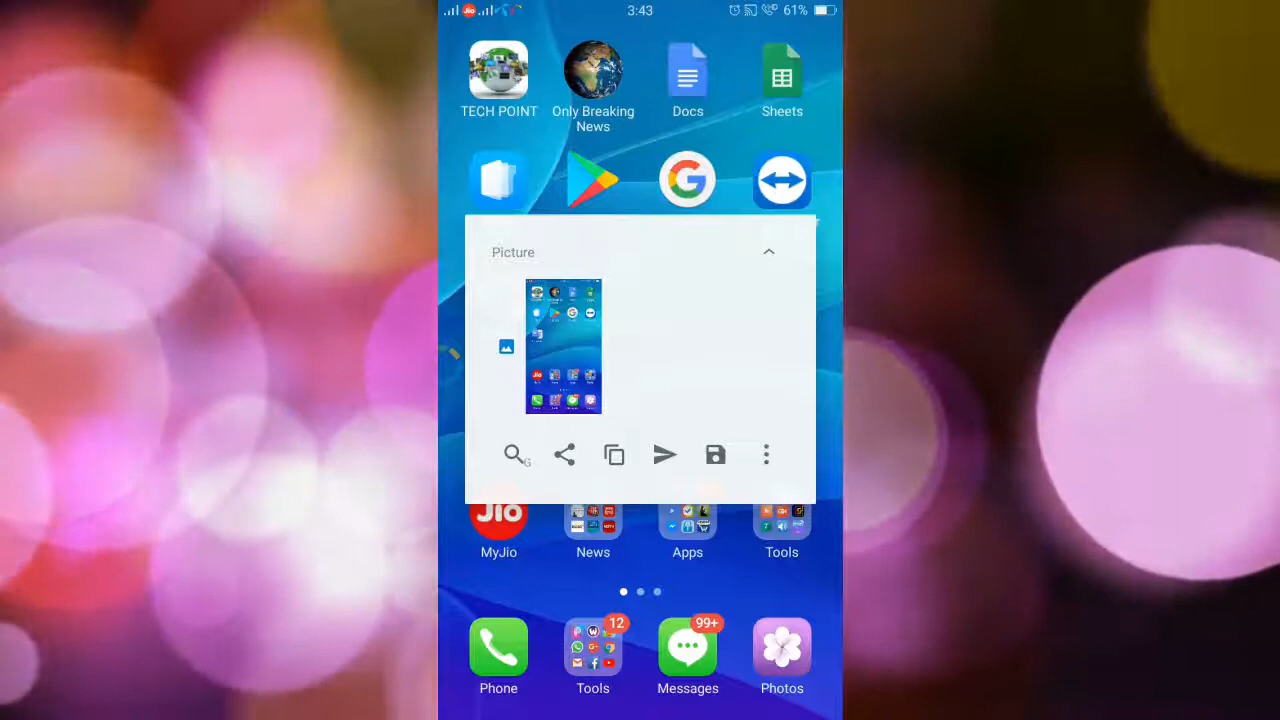 3:43
61%
TECH POINT
Only Breaking
News
Docs
Sheets
Picture
G
Jio
MyJio
News
Apps
Tools
12
99+
Phone
Tools
Messages
Photos